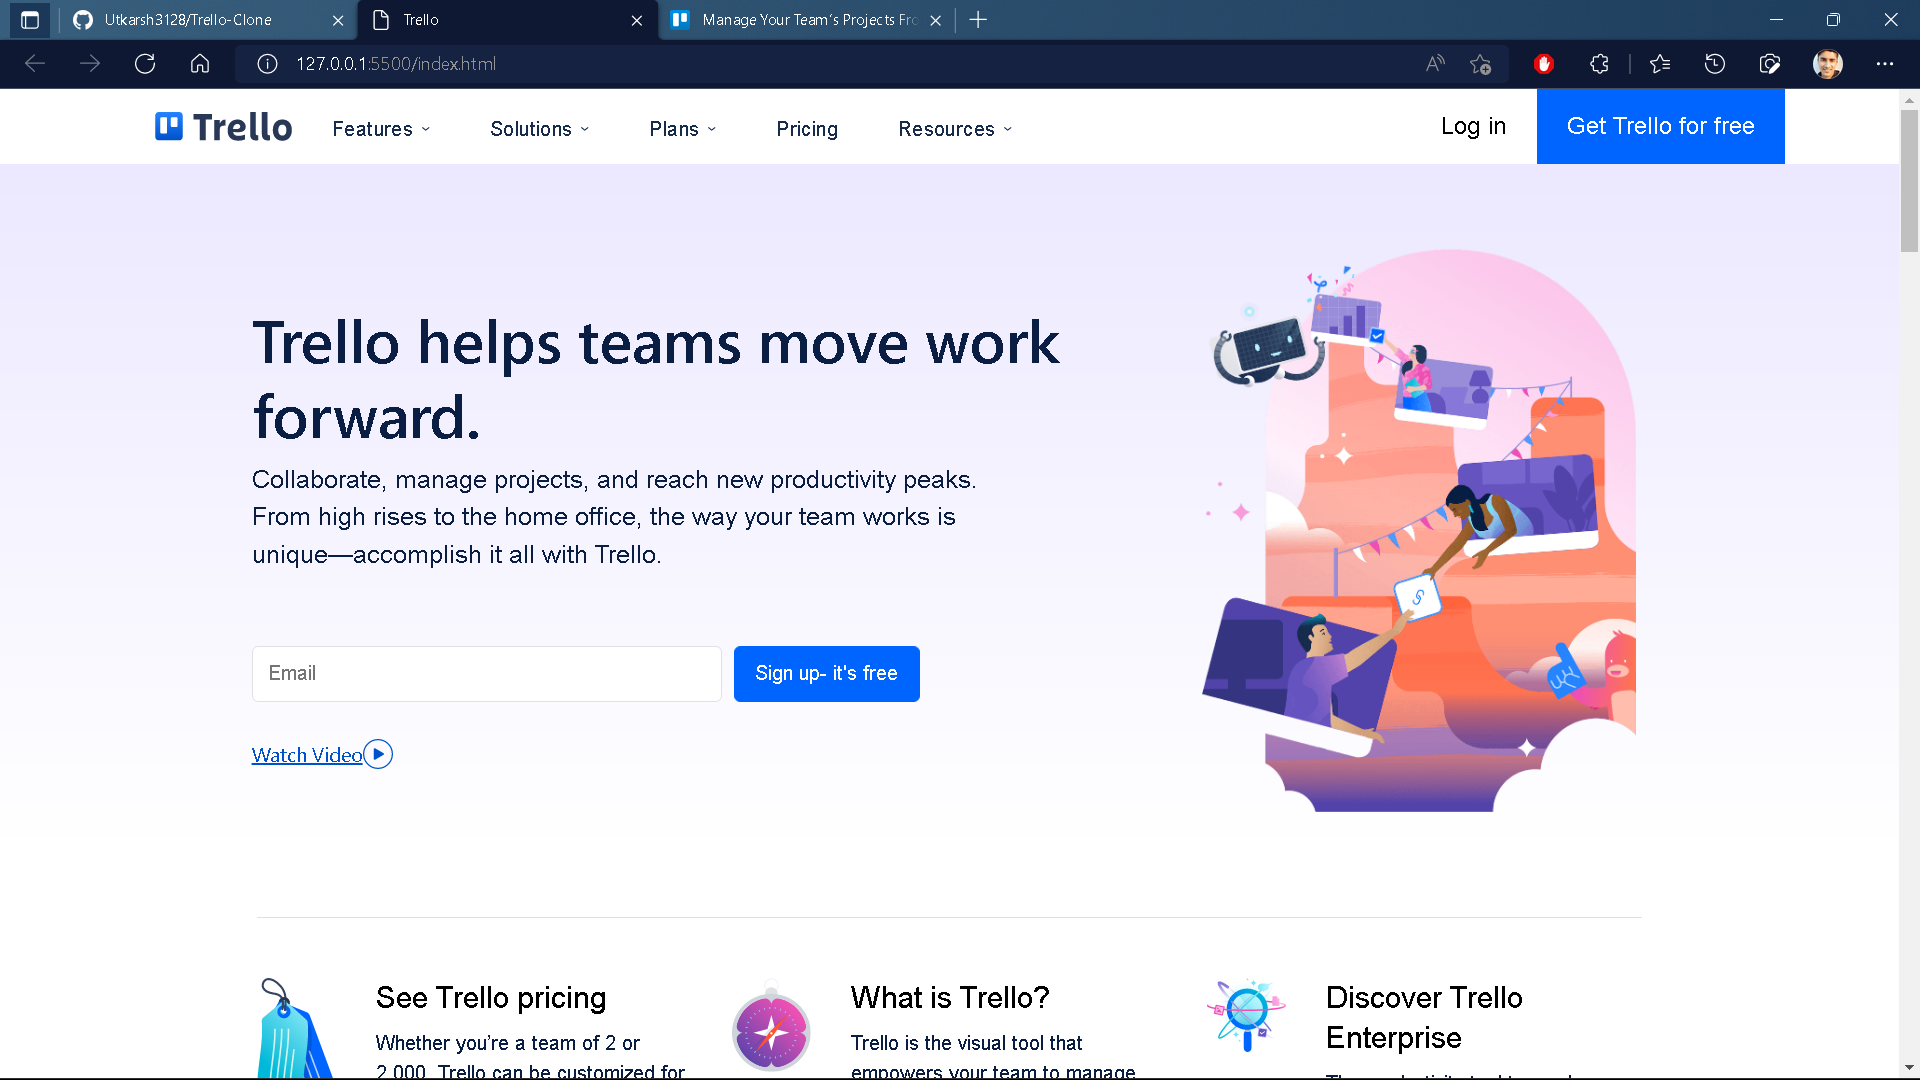 Utkarsh3128/Trello-Clone
Trello
Manage Your Team's Projects Fro
127.0.0.1:5500/index.html
Trello
Features
Solutions
Plans
Pricing
Resources
Log in
Get Trello for free
Trello helps teams move work
forward.
Collaborate, manage projects, and reach new productivity peaks.
From high rises to the home office, the way your team works is
unique—accomplish it all with Trello.
Email
Sign up- it's free
Watch Video
See Trello pricing
Whether you’re a team of 2 or
2,000, Trello can be customized for
What is Trello?
Trello is the visual tool that
empowers your team to manage
Discover Trello
Enterprise